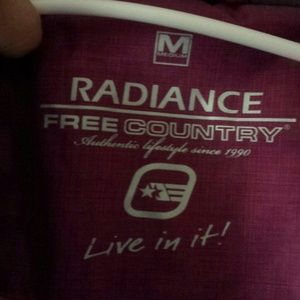 M
MEDIUM
RADIANCE
FREE COUNTRY®
Authentic lifestyle since 1990
Live in it!